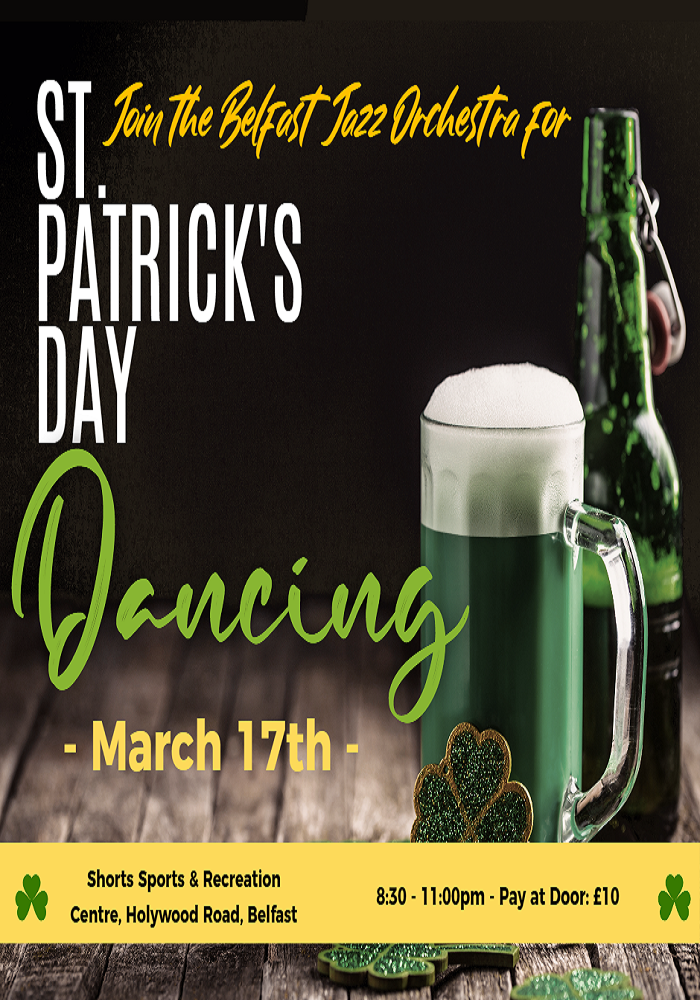 Join the Belfast Jazz Orchestra for
ST.
PATRICK'S
DAY
Dancing
- March 17th -
Shorts Sports & Recreation
Centre, Holywood Road, Belfast
8:30 - 11:00pm - Pay at Door: £10